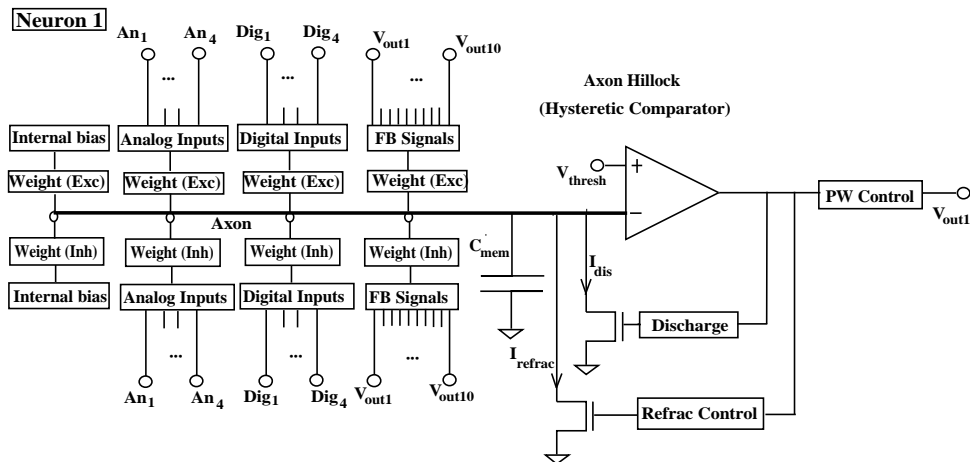 Neuron 1
An1 An4 Dig1 Dig4 Vout1 Vout10
... ... ...
Axon Hillock
(Hysteretic Comparator)
Internal bias Analog Inputs Digital Inputs FB Signals
Weight (Exc) Weight (Exc) Weight (Exc) Weight (Exc)
Vthresh + − PW Control Vout1
Axon
Weight (Inh) Weight (Inh) Weight (Inh) Weight (Inh)
Cmem Idis
Internal bias Analog Inputs Digital Inputs FB Signals
Discharge
... ... ...
Irefrac
An1 An4 Dig1 Dig4 Vout1 Vout10
Refrac Control